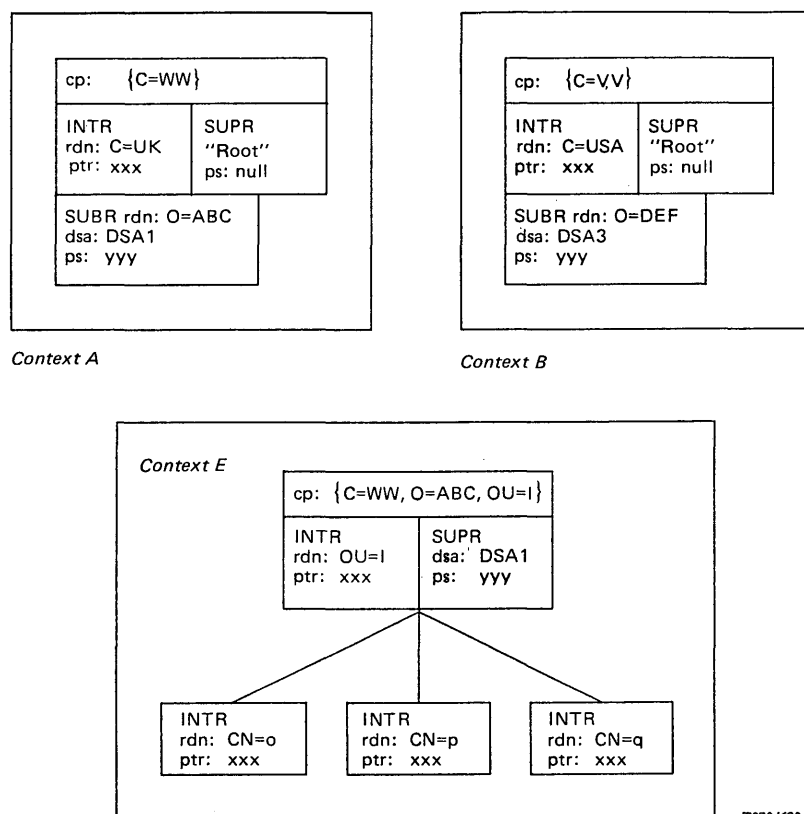 cp: {C=WW}
INTR
rdn: C=UK
ptr: xxx
SUPR
"Root"
ps: null
SUBR rdn: O=ABC
dsa: DSA1
ps: yyy
Context A
cp: {C=V,V}
INTR
rdn: C=USA
ptr: xxx
SUPR
"Root"
ps: null
SUBR rdn: O=DEF
dsa: DSA3
ps: yyy
Context B
Context E
cp: {C=WW, O=ABC, OU=I}
INTR
rdn: OU=I
ptr: xxx
SUPR
dsa: DSA1
ps: yyy
INTR
rdn: CN=o
ptr: xxx
INTR
rdn: CN=p
ptr: xxx
INTR
rdn: CN=q
ptr: xxx